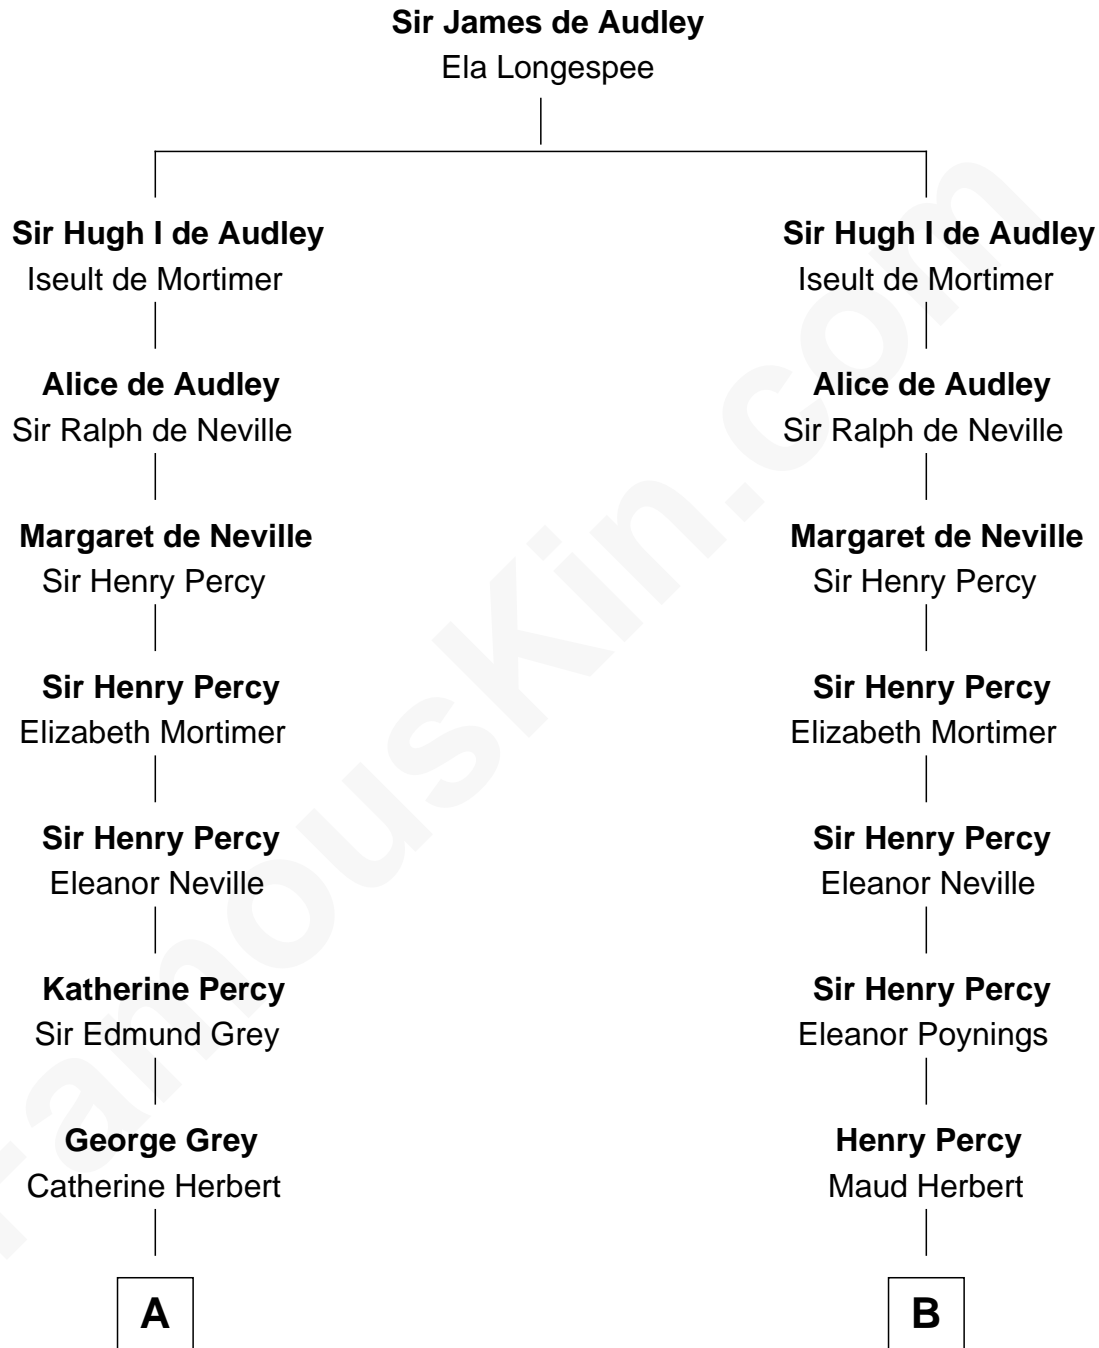 Sir James de Audley
Ela Longespee
Sir Hugh I de Audley
Iseult de Mortimer
Alice de Audley
Sir Ralph de Neville
Margaret de Neville
Sir Henry Percy
Sir Henry Percy
Elizabeth Mortimer
Sir Henry Percy
Eleanor Neville
Katherine Percy
Sir Edmund Grey
George Grey
Catherine Herbert
A
Sir Hugh I de Audley
Iseult de Mortimer
Alice de Audley
Sir Ralph de Neville
Margaret de Neville
Sir Henry Percy
Sir Henry Percy
Elizabeth Mortimer
Sir Henry Percy
Eleanor Neville
Sir Henry Percy
Eleanor Poynings
Henry Percy
Maud Herbert
B
FamousKin.com